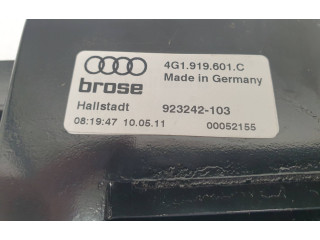 4G1.919.601.C
Made in Germany
brose
Hallstadt 923242-103
08:19:47 10.05.11 00052155